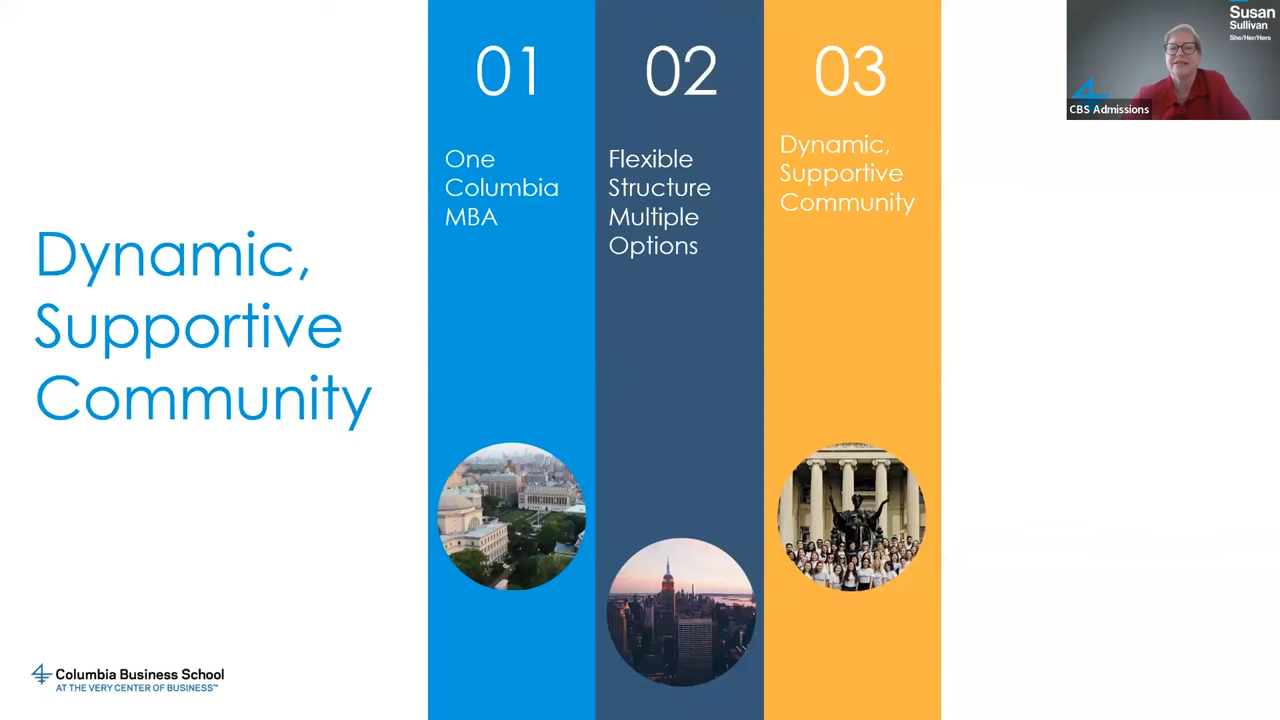 Dynamic,
Supportive
Community
01
One
Columbia
MBA
02
Flexible
Structure
Multiple
Options
03
Dynamic,
Supportive
Community
Susan
Sullivan
She/Her/Hers
CBS Admissions
Columbia Business School
AT THE VERY CENTER OF BUSINESS™